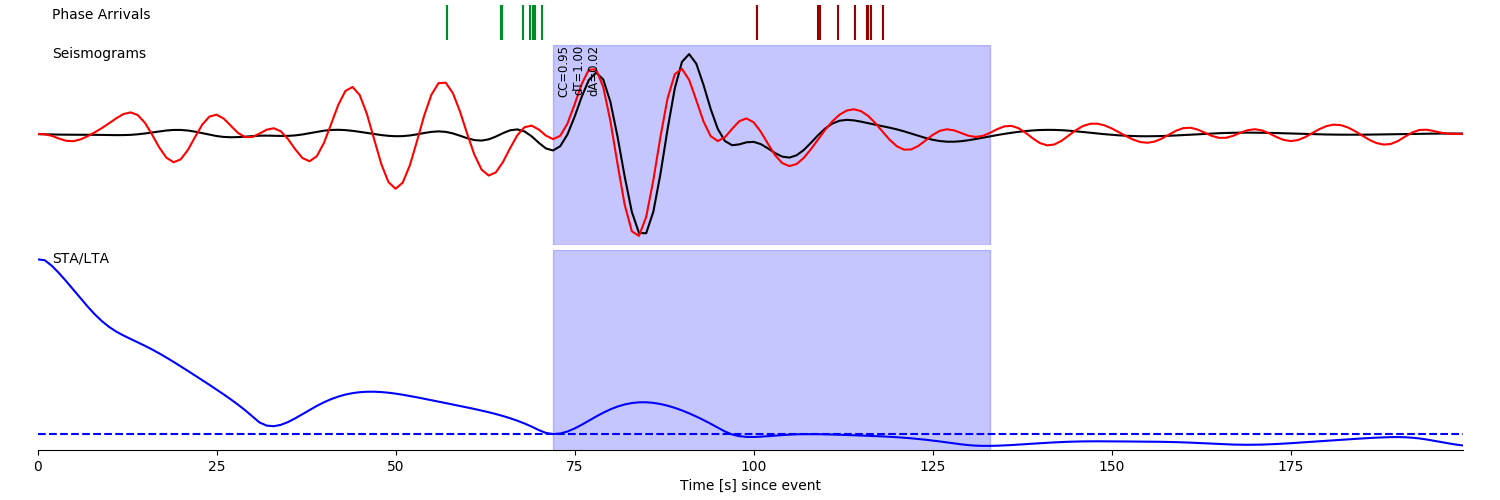 Phase Arrivals
Seismograms
CC=0.95
dT=1.00
dA=0.02
STA/LTA
0 25 50 75 100 125 150 175
Time [s] since event